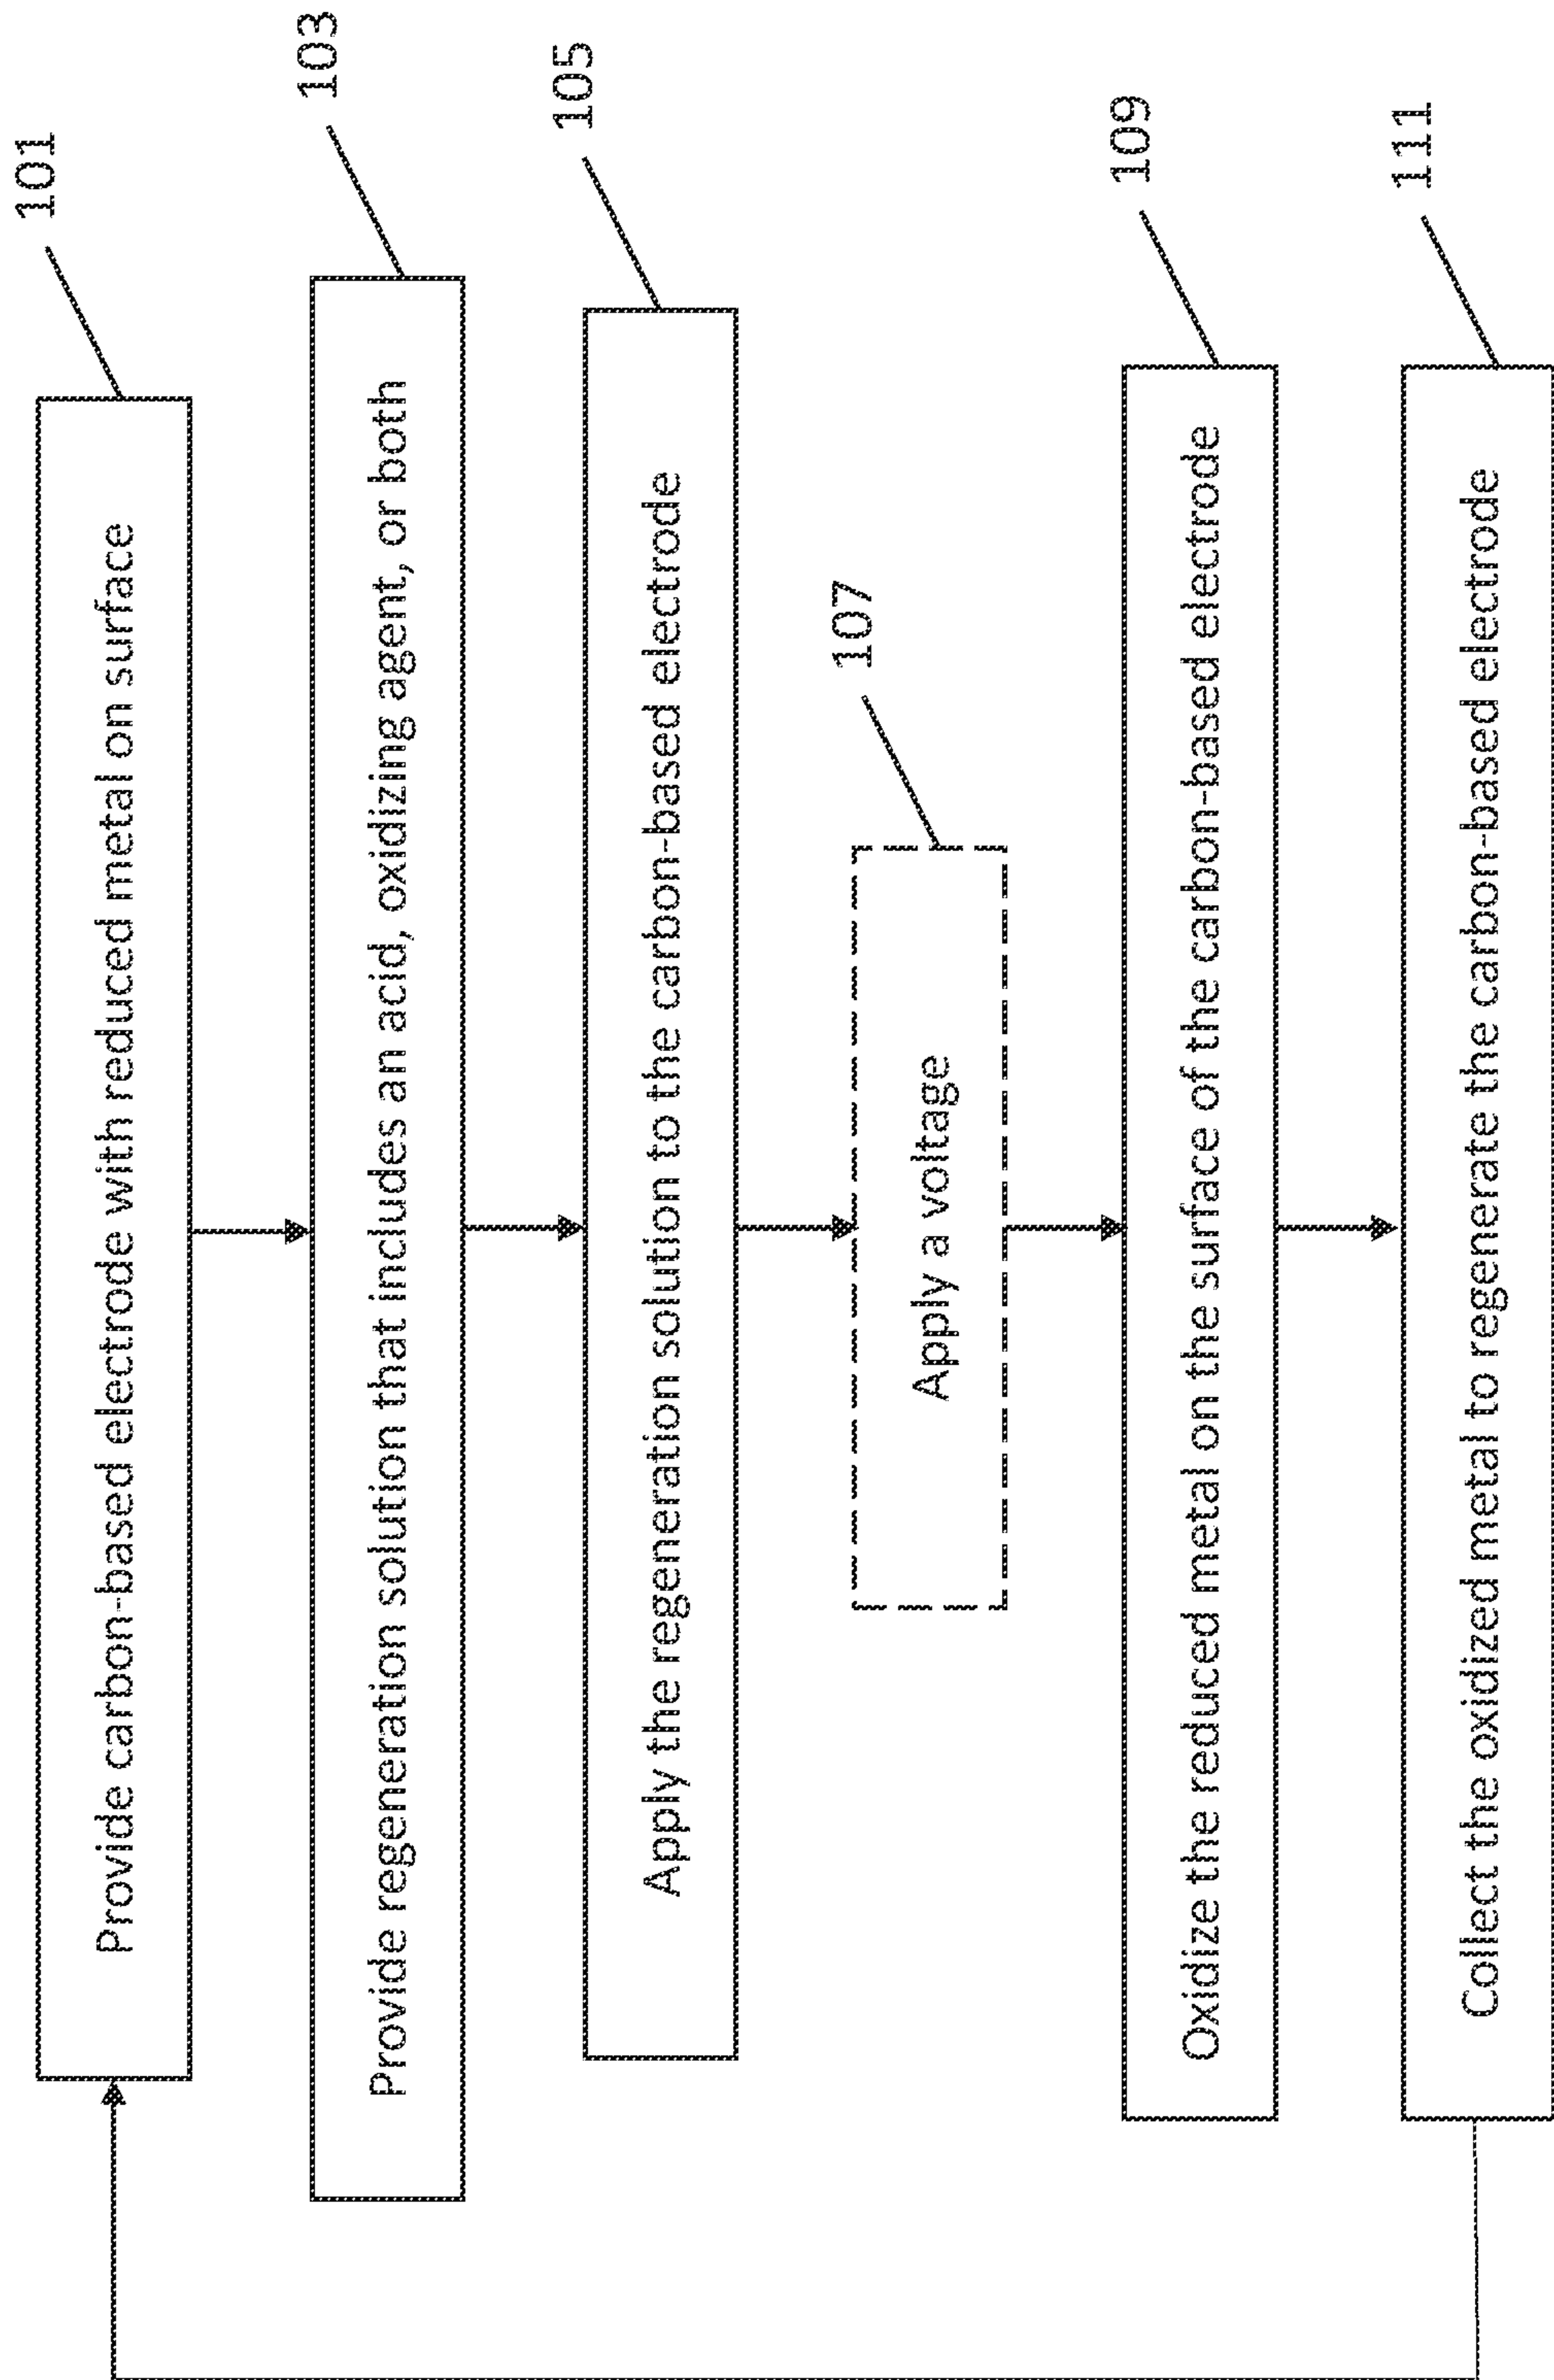 101
Provide carbon-based electrode with reduced metal on surface
103
Provide regeneration solution that includes an acid, oxidizing agent, or both
105
Apply the regeneration solution to the carbon-based electrode
107
Apply a voltage
109
Oxidize the reduced metal on the surface of the carbon-based electrode
111
Collect the oxidized metal to regenerate the carbon-based electrode